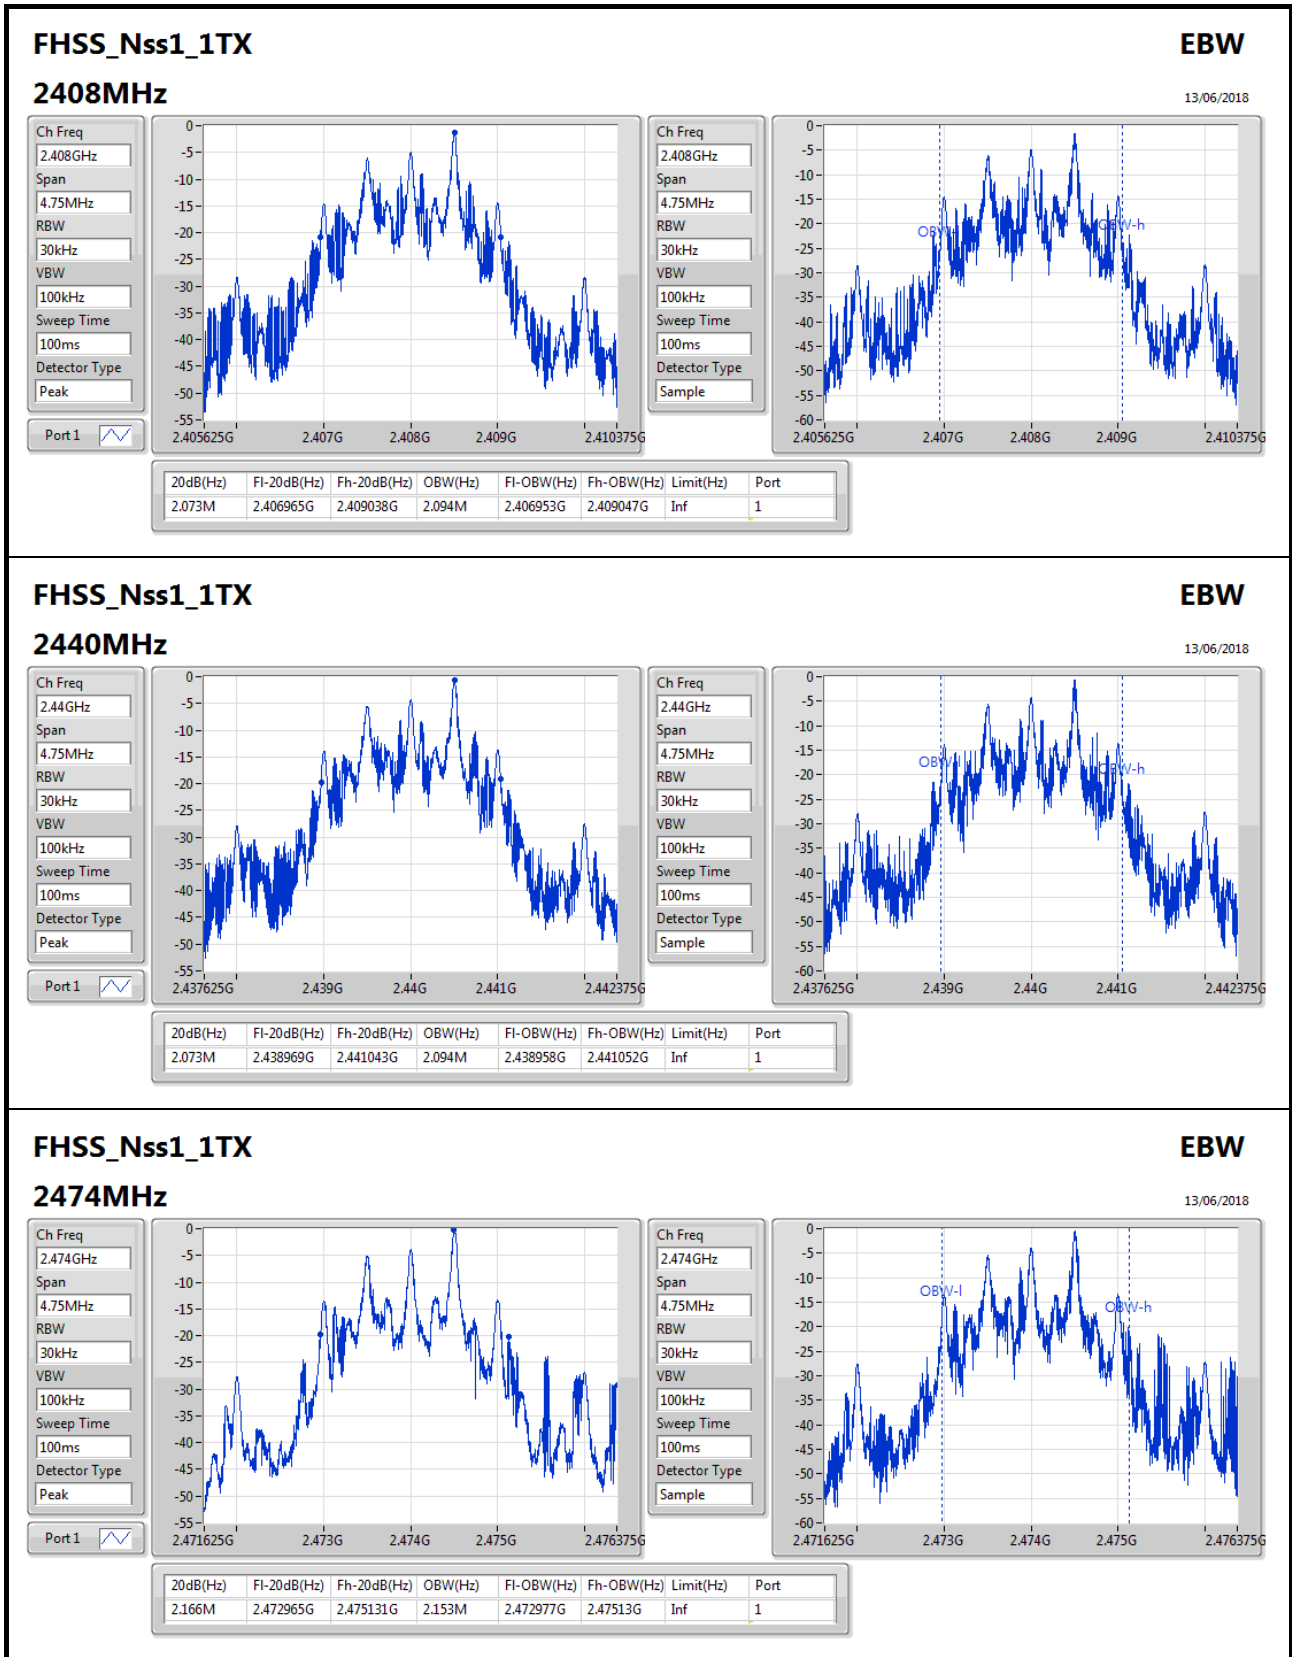 FHSS_Nss1_1TX
EBW
2408MHz
13/06/2018
Ch Freq
2.408GHz
Span
4.75MHz
RBW
30kHz
VBW
100kHz
Sweep Time
100ms
Detector Type
Peak
Port 1
0
-5
-10
-15
-20
-25
-30
-35
-40
-45
-50
-55
2.405625G 2.407G 2.408G 2.409G 2.410375G
Ch Freq
2.408GHz
Span
4.75MHz
RBW
30kHz
VBW
100kHz
Sweep Time
100ms
Detector Type
Sample
0
-5
-10
-15
-20
-25
-30
-35
-40
-45
-50
-55
-60
OBW-h
2.405625G 2.407G 2.408G 2.409G 2.410375G
20dB(Hz) Fl-20dB(Hz) Fh-20dB(Hz) OBW(Hz) Fl-OBW(Hz) Fh-OBW(Hz) Limit(Hz) Port
2.073M 2.406965G 2.409038G 2.094M 2.406953G 2.409047G Inf 1
FHSS_Nss1_1TX
EBW
2440MHz
13/06/2018
Ch Freq
2.44GHz
Span
4.75MHz
RBW
30kHz
VBW
100kHz
Sweep Time
100ms
Detector Type
Peak
Port 1
0
-5
-10
-15
-20
-25
-30
-35
-40
-45
-50
-55
2.437625G 2.439G 2.44G 2.441G 2.442375G
Ch Freq
2.44GHz
Span
4.75MHz
RBW
30kHz
VBW
100kHz
Sweep Time
100ms
Detector Type
Sample
0
-5
-10
-15
-20
-25
-30
-35
-40
-45
-50
-55
-60
OBW-l
OBW-h
2.437625G 2.439G 2.44G 2.441G 2.442375G
20dB(Hz) Fl-20dB(Hz) Fh-20dB(Hz) OBW(Hz) Fl-OBW(Hz) Fh-OBW(Hz) Limit(Hz) Port
2.073M 2.438969G 2.441043G 2.094M 2.438958G 2.441052G Inf 1
FHSS_Nss1_1TX
EBW
2474MHz
13/06/2018
Ch Freq
2.474GHz
Span
4.75MHz
RBW
30kHz
VBW
100kHz
Sweep Time
100ms
Detector Type
Peak
Port 1
0
-5
-10
-15
-20
-25
-30
-35
-40
-45
-50
-55
2.471625G 2.473G 2.474G 2.475G 2.476375G
Ch Freq
2.474GHz
Span
4.75MHz
RBW
30kHz
VBW
100kHz
Sweep Time
100ms
Detector Type
Sample
0
-5
-10
-15
-20
-25
-30
-35
-40
-45
-50
-55
-60
OBW-l
OBW-h
2.471625G 2.473G 2.474G 2.475G 2.476375G
20dB(Hz) Fl-20dB(Hz) Fh-20dB(Hz) OBW(Hz) Fl-OBW(Hz) Fh-OBW(Hz) Limit(Hz) Port
2.166M 2.472965G 2.475131G 2.153M 2.472977G 2.47513G Inf 1